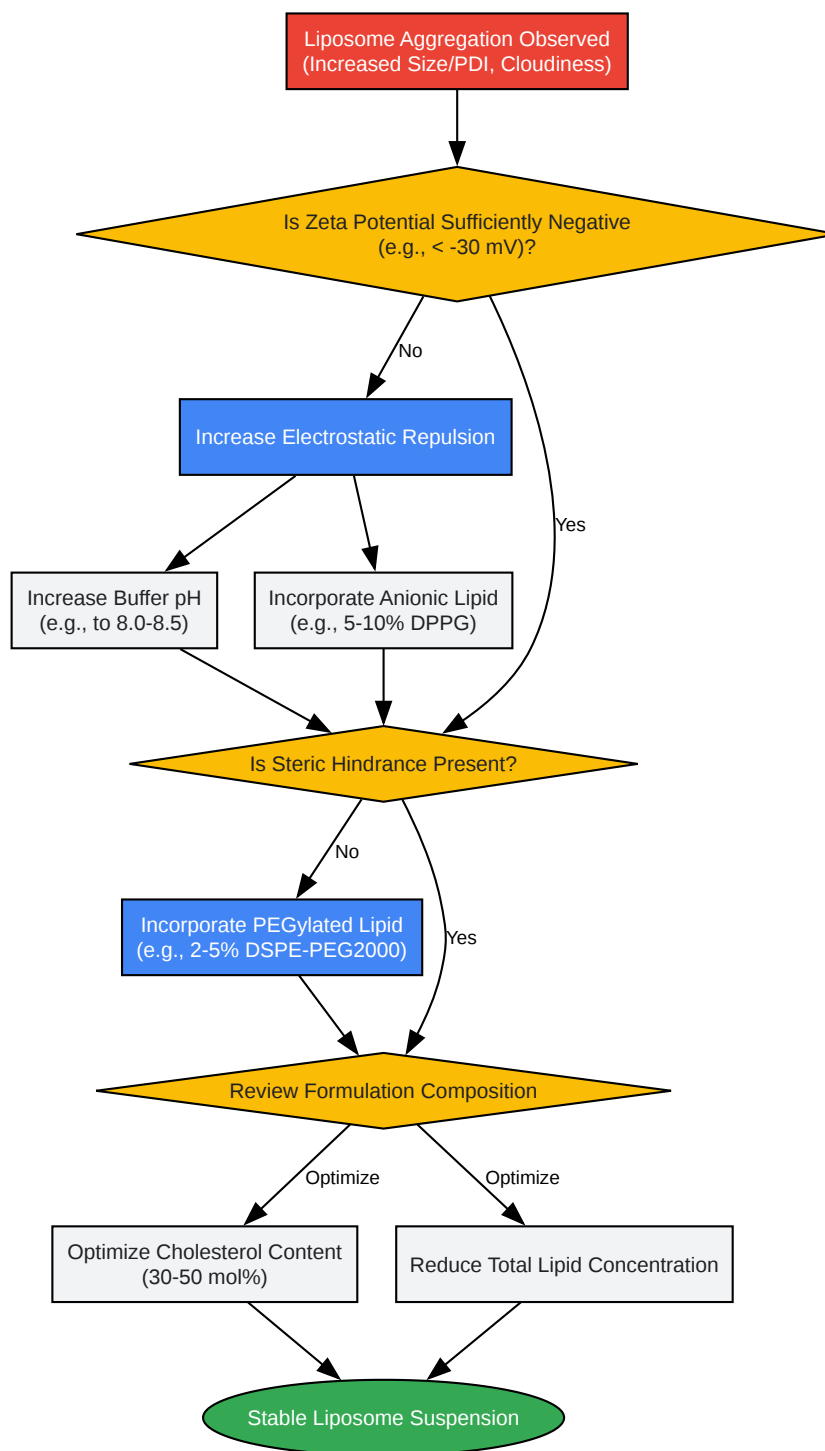 Liposome Aggregation Observed
(Increased Size/PDI, Cloudiness)
Is Zeta Potential Sufficiently Negative
(e.g., < -30 mV)?
No
Increase Electrostatic Repulsion
Yes
Increase Buffer pH
(e.g., to 8.0-8.5)
Incorporate Anionic Lipid
(e.g., 5-10% DPPG)
Is Steric Hindrance Present?
No
Incorporate PEGylated Lipid
(e.g., 2-5% DSPE-PEG2000)
Yes
Review Formulation Composition
Optimize
Optimize
Optimize Cholesterol Content
(30-50 mol%)
Reduce Total Lipid Concentration
Stable Liposome Suspension